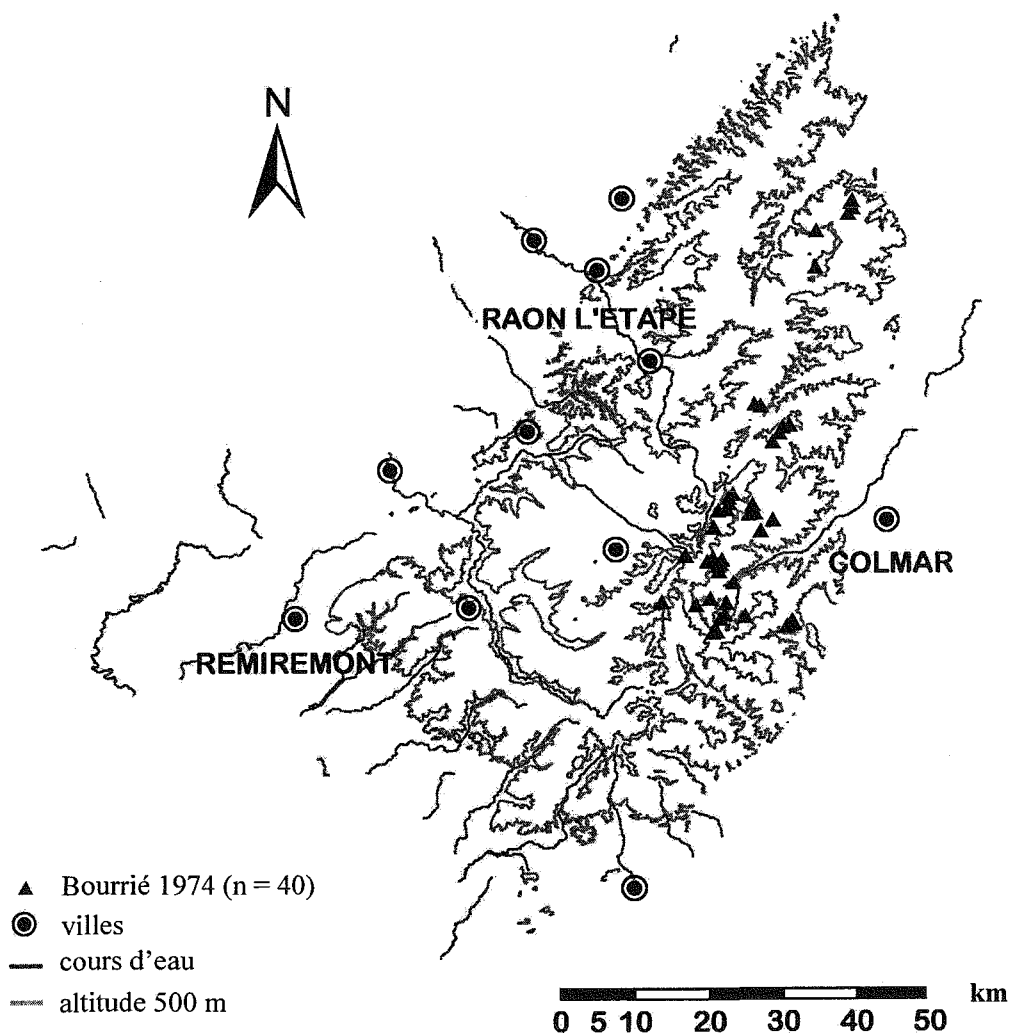 N
RAON L'ETAPE
COLMAR
REMIREMONT
Bourrié 1974 (n = 40)
villes
cours d'eau
altitude 500 m
km
0 5 10 20 30 40 50